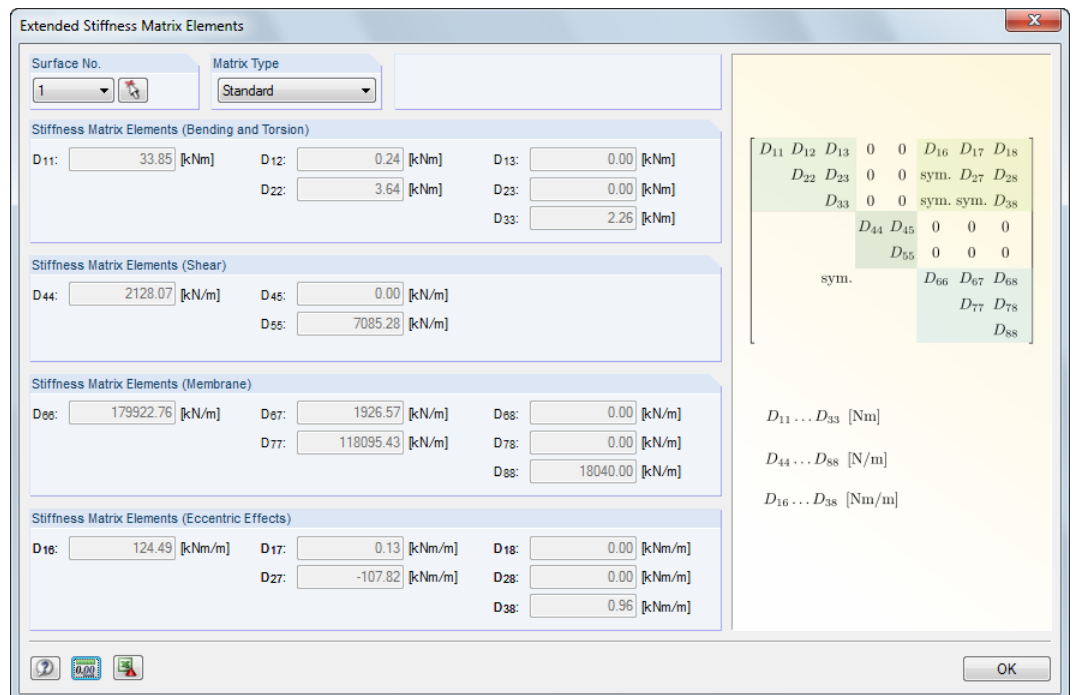 Extended Stiffness Matrix Elements
Surface No.
1
Matrix Type
Standard
Stiffness Matrix Elements (Bending and Torsion)
D11: 33.85 [kNm] D12: 0.24 [kNm] D13: 0.00 [kNm]
D22: 3.64 [kNm] D23: 0.00 [kNm]
D33: 2.26 [kNm]
Stiffness Matrix Elements (Shear)
D44: 2128.07 [kN/m] D45: 0.00 [kN/m]
D55: 7085.28 [kN/m]
Stiffness Matrix Elements (Membrane)
D66: 179922.76 [kN/m] D67: 1926.57 [kN/m] D68: 0.00 [kN/m]
D77: 118095.43 [kN/m] D78: 0.00 [kN/m]
D88: 18040.00 [kN/m]
Stiffness Matrix Elements (Eccentric Effects)
D16: 124.49 [kNm/m] D17: 0.13 [kNm/m] D18: 0.00 [kNm/m]
D27: -107.82 [kNm/m] D28: 0.00 [kNm/m]
D38: 0.96 [kNm/m]
D11 D12 D13 0 0 D16 D17 D18
D22 D23 0 0 sym. D27 D28
D33 0 0 sym. sym. D38
D44 D45 0 0 0
D55 0 0 0
sym. D66 D67 D68
D77 D78
D88
D11 … D33 [Nm]
D44 … D88 [N/m]
D16 … D38 [Nm/m]
0.00
OK